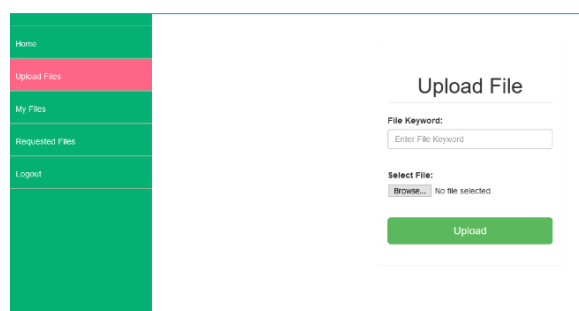 Home
Upload Files
My Files
Requested Files
Logout
Upload File
File Keyword:
Enter File Keyword
Select File:
Browse... No file selected.
Upload